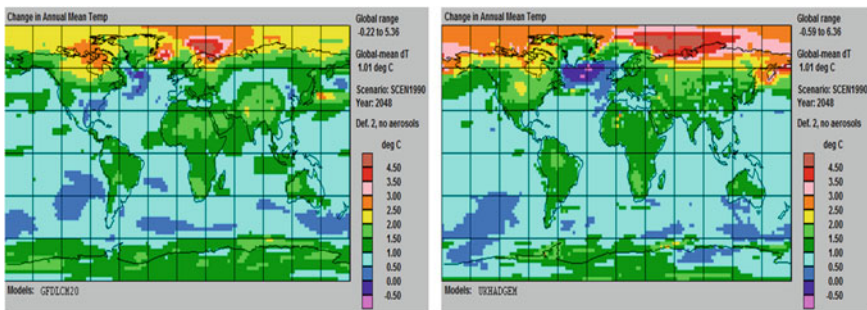 Change in Annual Mean Temp
Global range
-0.22 to 5.36
Global-mean dT
1.01 deg C
Scenario: SCEN1990
Year: 2048
Def. 2, no aerosols
deg C
4.50
3.50
3.00
2.50
2.00
1.50
1.00
0.50
0.00
-0.50
Models: GFDLCM20
Change in Annual Mean Temp
Global range
-0.59 to 6.36
Global-mean dT
1.01 deg C
Scenario: SCEN1990
Year: 2048
Def. 2, no aerosols
deg C
4.50
3.50
3.00
2.50
2.00
1.50
1.00
0.50
0.00
-0.50
Models: UKHADGEM